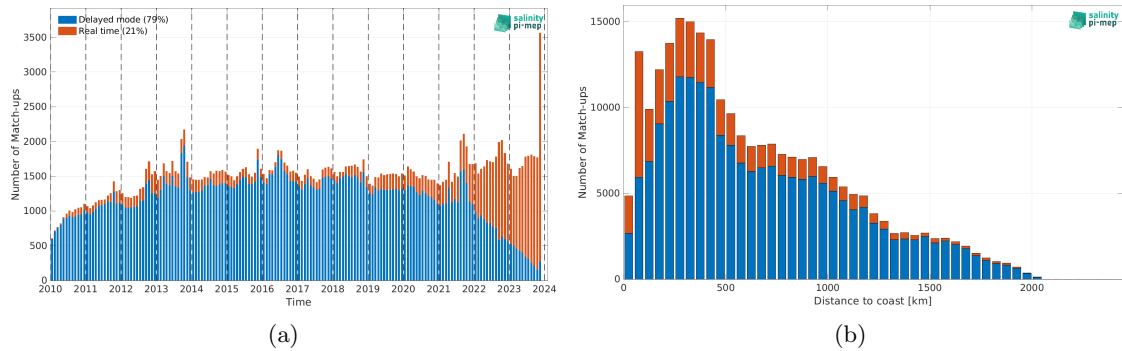 Delayed mode (79%)
Real time (21%)
salinity
pi-mep
3500
3000
2500
2000
1500
1000
500
0
Number of Match-ups
2010 2011 2012 2013 2014 2015 2016 2017 2018 2019 2020 2021 2022 2023 2024
Time
(a)
salinity
pi-mep
15000
10000
5000
0
Number of Match-ups
0 500 1000 1500 2000
Distance to coast [km]
(b)